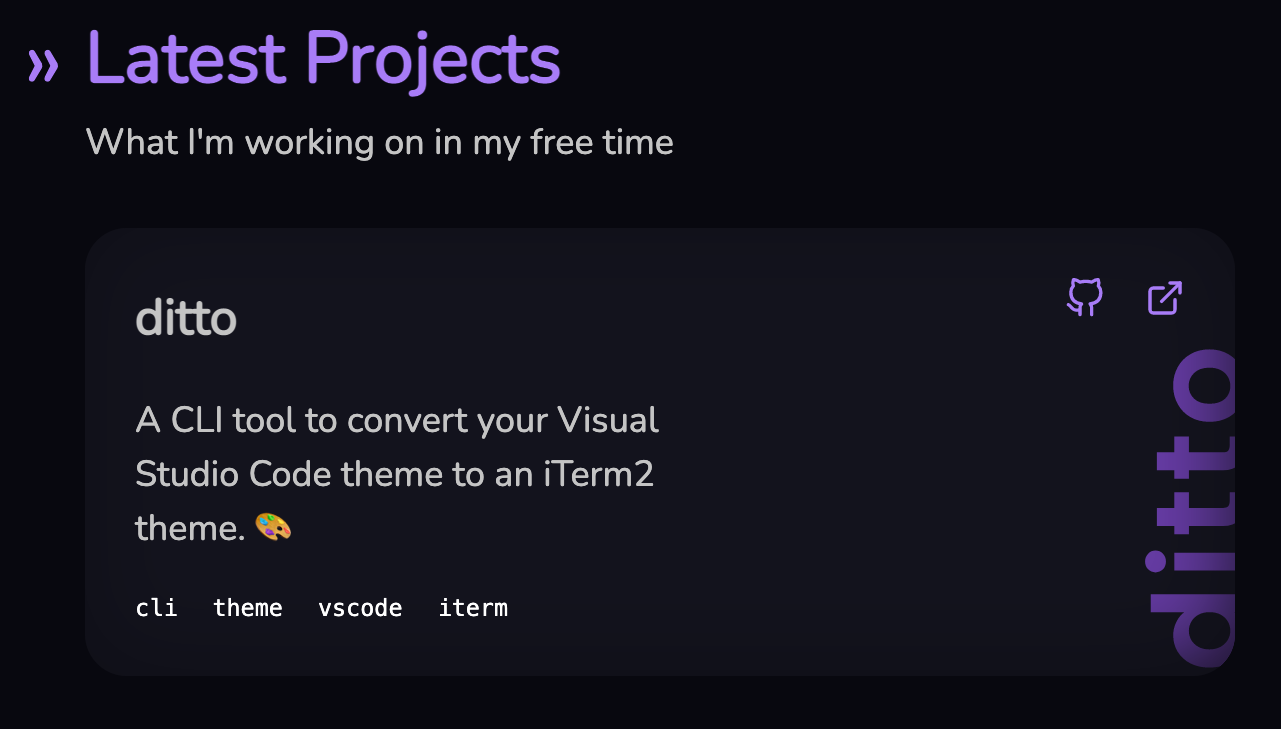 » Latest Projects
What I'm working on in my free time
ditto
A CLI tool to convert your Visual
Studio Code theme to an iTerm2
theme. 🎨
cli theme vscode iterm
ditto